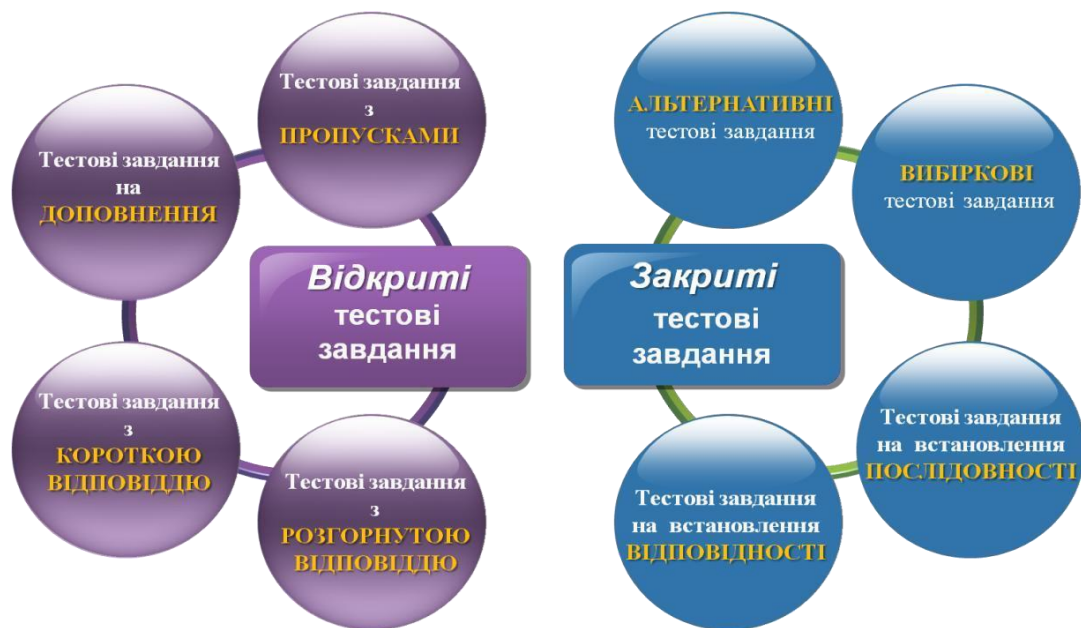 Тестові завдання
з
ПРОПУСКАМИ
Тестові завдання
на
ДОПОВНЕННЯ
Відкриті
тестові
завдання
Тестові завдання
з
КОРОТКОЮ
ВІДПОВІДДЮ
Тестові завдання
з
РОЗГОРНУТОЮ
ВІДПОВІДДЮ
АЛЬТЕРНАТИВНІ
тестові завдання
ВИБІРКОВІ
тестові завдання
Закриті
тестові
завдання
Тестові завдання
на встановлення
ПОСЛІДОВНОСТІ
Тестові завдання
на встановлення
ВІДПОВІДНОСТІ